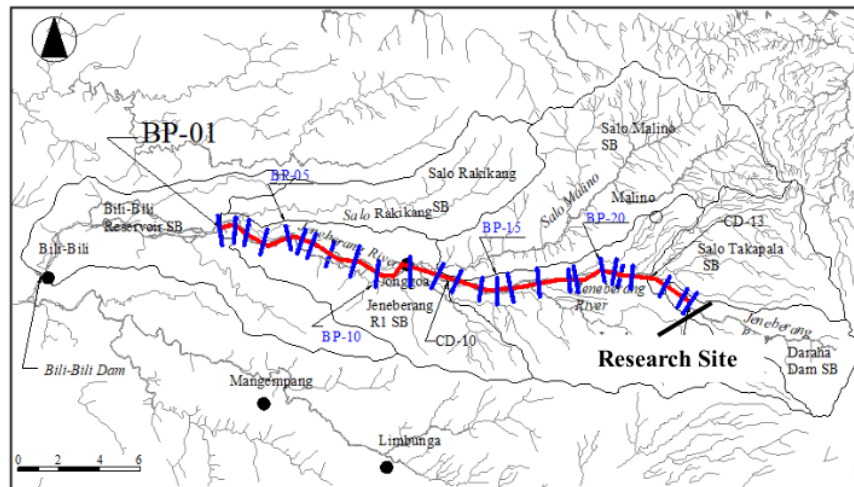 BP-01
BP-05
Salo Rakikang
Salo Malino
SB
Malino
Salo Malino
BP-20
CD-13
Bili-Bili
Reservoir SB
Salo Rakikang SB
BP-15
Salo Takapala
SB
Bili-Bili
Jeneberang River
Jonggoa
Jeneberang
R1 SB
BP-10
CD-10
Jeneberang
River
Jeneberang
Research Site
Daraha
Dam SB
Bili-Bili Dam
Mangempang
Limbunga
0 2 4 6